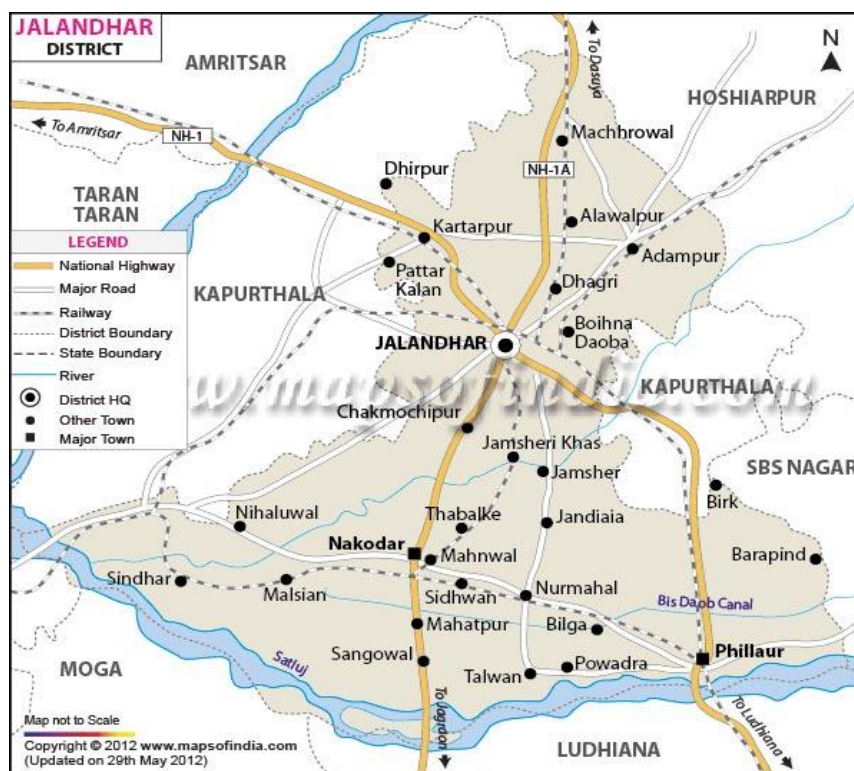 JALANDHAR
DISTRICT
AMRITSAR
To Dasuya
N
HOSHIARPUR
To Amritsar
NH-1
Machhrowal
NH-1A
Dhirpur
TARAN
TARAN
Alawalpur
Kartarpur
Adampur
LEGEND
National Highway
Major Road
Railway
District Boundary
State Boundary
River
District HQ
Other Town
Major Town
Pattar
Kalan
KAPURTHALA
Dhagri
Boihna
Daoba
JALANDHAR
www.mapsofindia.com
KAPURTHALA
Chakmochipur
Jamsheri Khas
Jamsher
SBS NAGAR
Birk
Nihaluwal
Thabalke
Jandiaia
Nakodar
Mahnwal
Barapind
Sindhar
Malsian
Sidhwan
Nurmahal
Bis Daob Canal
Mahatpur
Bilga
MOGA
Satluj
Sangowal
Phillaur
Talwan
Powadra
To Jagraon
To Ludhiana
LUDHIANA
Map not to Scale
Copyright © 2012 www.mapsofindia.com
(Updated on 29th May 2012)